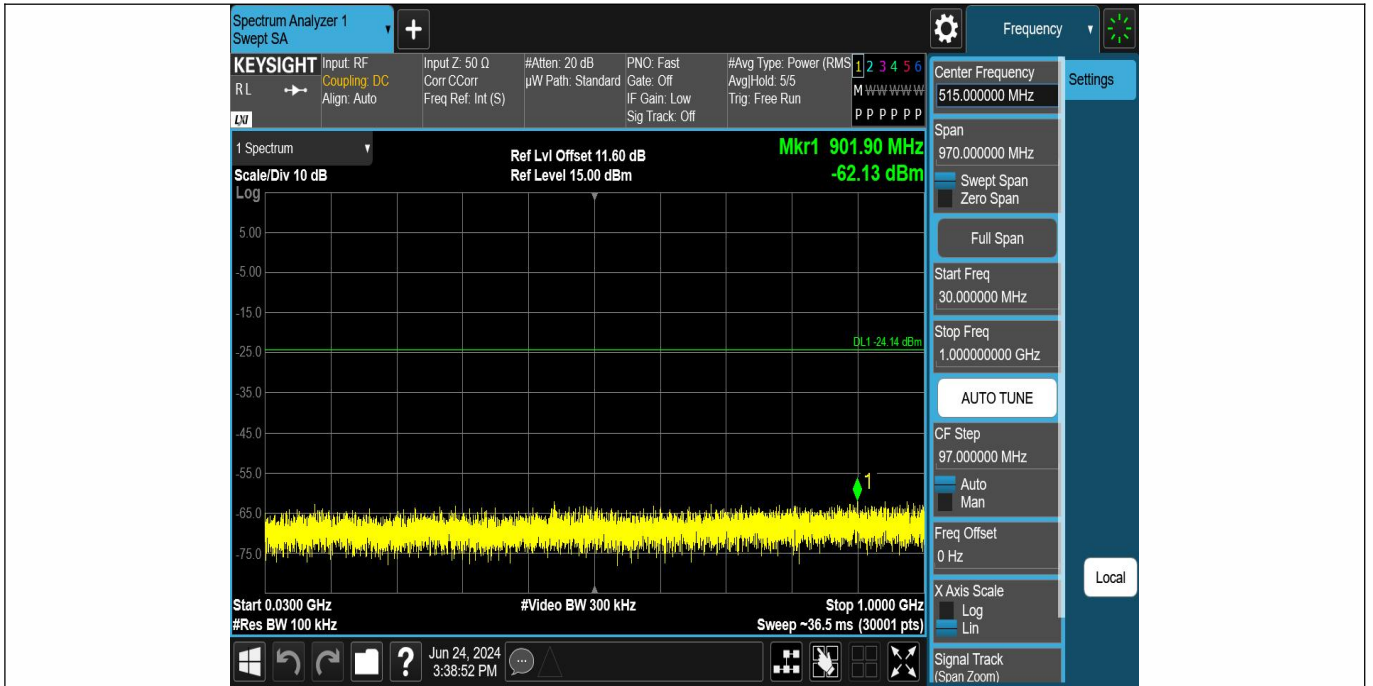 Spectrum Analyzer 1
Swept SA
+
Frequency
KEYSIGHT
R L
LXI
Input: RF
Coupling: DC
Align: Auto
Input Z: 50 Ω
Corr CCorr
Freq Ref: Int (S)
#Atten: 20 dB
µW Path: Standard
PNO: Fast
Gate: Off
IF Gain: Low
Sig Track: Off
#Avg Type: Power (RMS
Avg|Hold: 5/5
Trig: Free Run
1 2 3 4 5 6
M W W W W W
P P P P P P
1 Spectrum
Scale/Div 10 dB
Log
Ref Lvl Offset 11.60 dB
Ref Level 15.00 dBm
Mkr1 901.90 MHz
-62.13 dBm
5.00
-5.00
-15.0
-25.0
-35.0
-45.0
-55.0
-65.0
-75.0
DL1 -24.14 dBm
1
Start 0.0300 GHz
#Res BW 100 kHz
#Video BW 300 kHz
Stop 1.0000 GHz
Sweep ~36.5 ms (30001 pts)
?
Jun 24, 2024
3:38:52 PM
Center Frequency
515.000000 MHz
Span
970.000000 MHz
Swept Span
Zero Span
Full Span
Start Freq
30.000000 MHz
Stop Freq
1.000000000 GHz
AUTO TUNE
CF Step
97.000000 MHz
Auto
Man
Freq Offset
0 Hz
X Axis Scale
Log
Lin
Signal Track
(Span Zoom)
Settings
Local